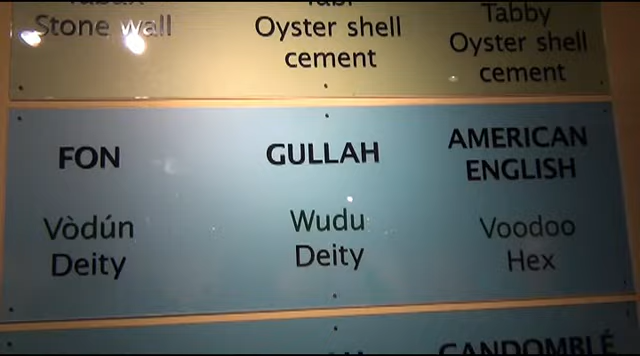 Stone wall
Tabi
Oyster shell
cement
Tabby
Oyster shell
cement
FON
Vòdún
Deity
GULLAH
Wudu
Deity
AMERICAN
ENGLISH
Voodoo
Hex
CANDOMBLÉ